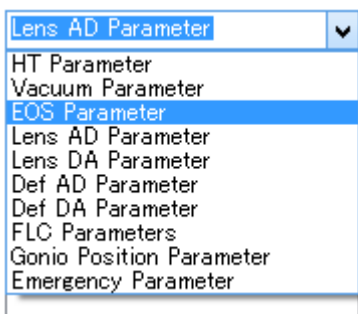 Lens AD Parameter
HT Parameter
Vacuum Parameter
EOS Parameter
Lens AD Parameter
Lens DA Parameter
Def AD Parameter
Def DA Parameter
FLC Parameters
Gonio Position Parameter
Emergency Parameter